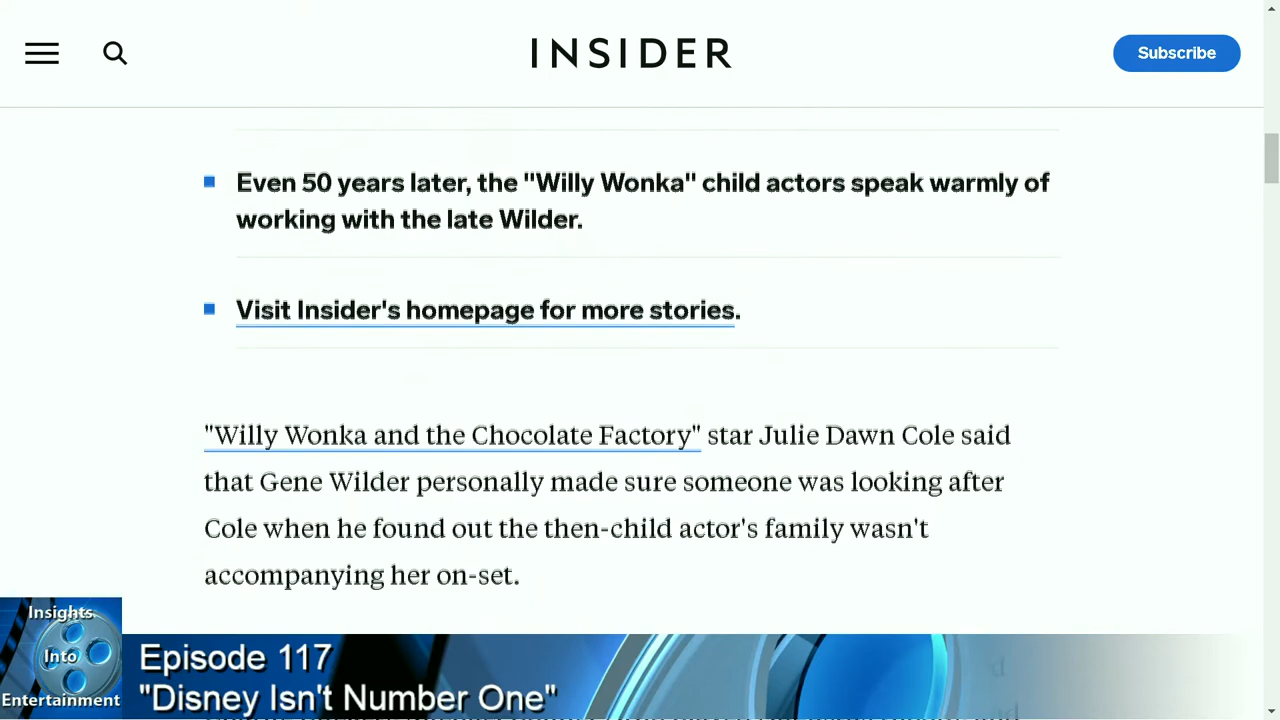 INSIDER
Subscribe
Even 50 years later, the "Willy Wonka" child actors speak warmly of
working with the late Wilder.
Visit Insider's homepage for more stories.
"Willy Wonka and the Chocolate Factory" star Julie Dawn Cole said
that Gene Wilder personally made sure someone was looking after
Cole when he found out the then-child actor's family wasn't
accompanying her on-set.
Insights
Into
Entertainment
Episode 117
"Disney Isn't Number One"